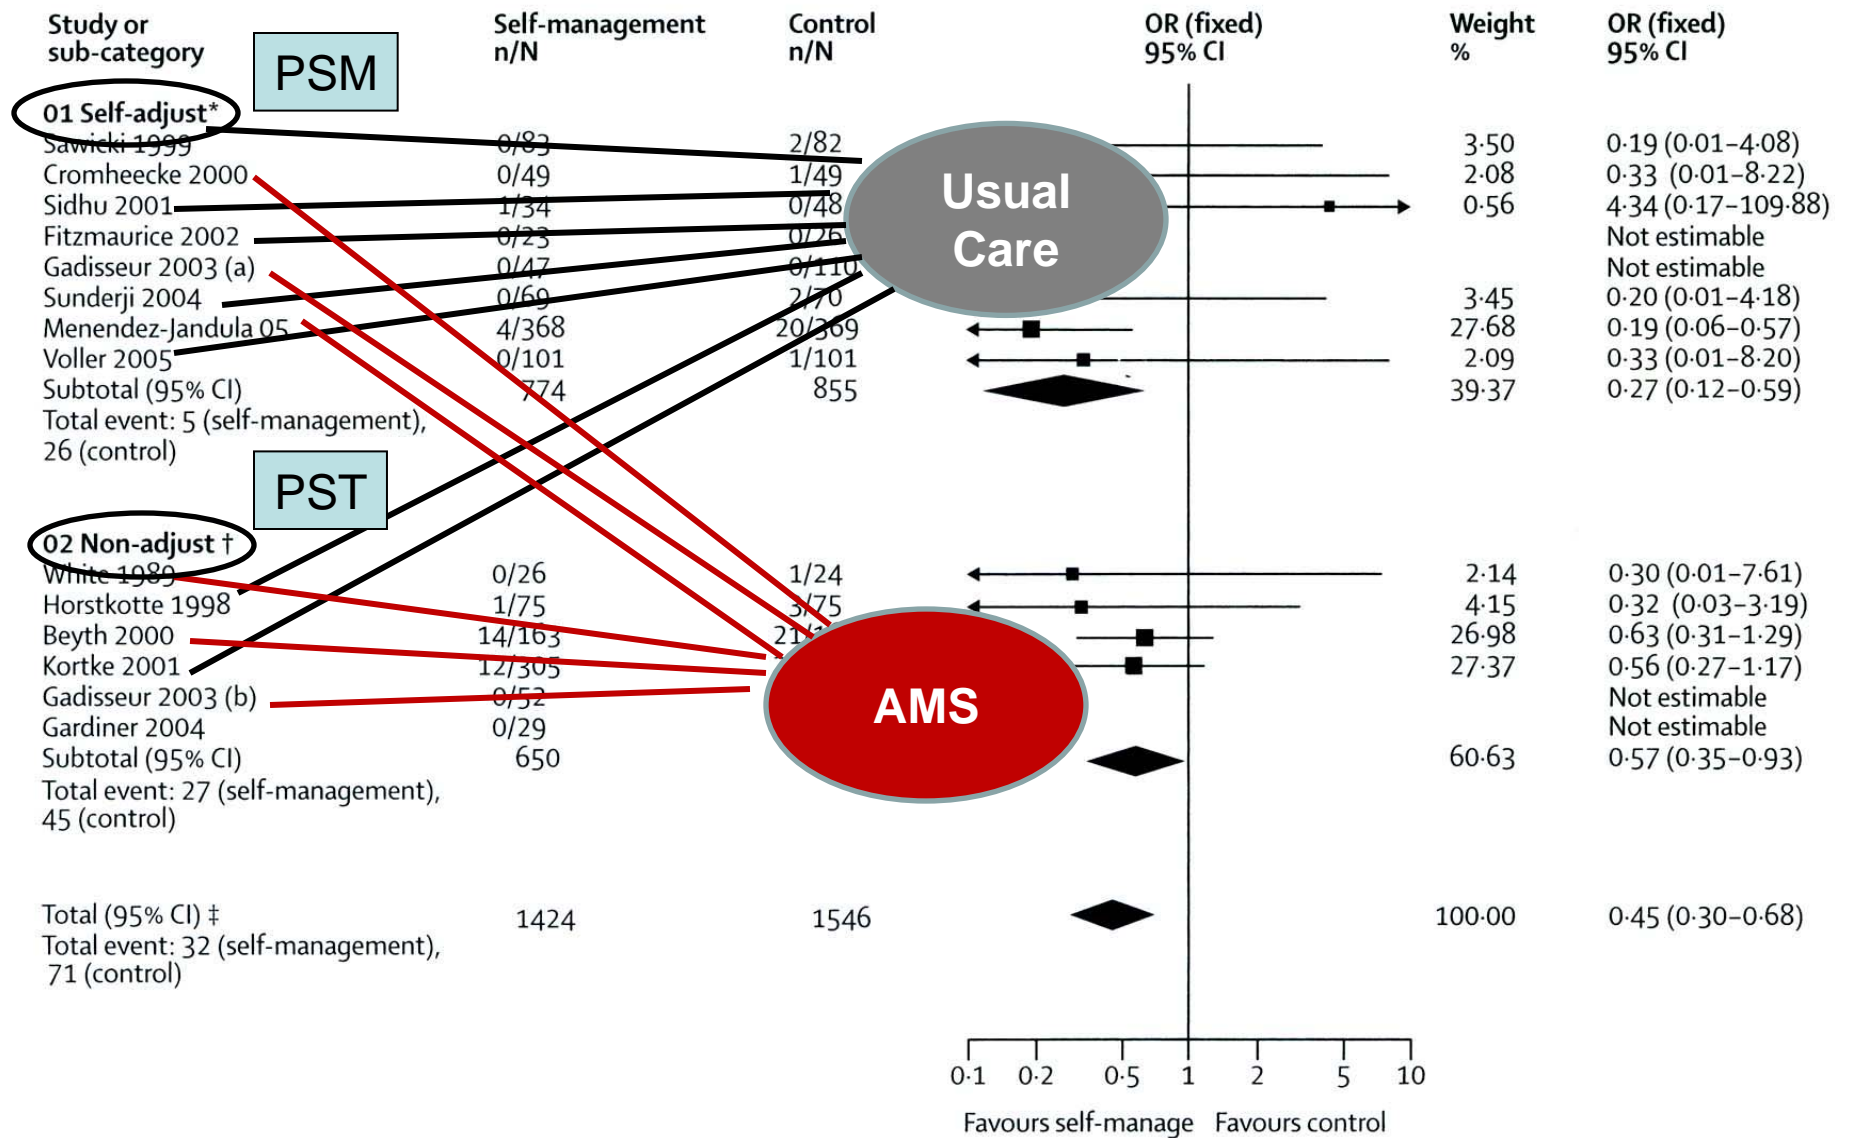 Study or sub-category Self-management n/N Control n/N OR (fixed) 95% CI Weight % OR (fixed) 95% CI
PSM
01 Self-adjust*
Sawicki 1999 0/83 2/82 3·50 0·19 (0·01–4·08)
Cromheecke 2000 0/49 1/49 2·08 0·33 (0·01–8·22)
Sidhu 2001 1/34 0/48 0·56 4·34 (0·17–109·88)
Fitzmaurice 2002 0/23 0/26 Not estimable
Gadisseur 2003 (a) 0/47 0/110 Not estimable
Sunderji 2004 0/69 2/70 3·45 0·20 (0·01–4·18)
Menendez-Jandula 05 4/368 20/369 27·68 0·19 (0·06–0·57)
Voller 2005 0/101 1/101 2·09 0·33 (0·01–8·20)
Subtotal (95% CI) 774 855 39·37 0·27 (0·12–0·59)
Total event: 5 (self-management),
26 (control)
Usual
Care
PST
02 Non-adjust †
White 1989 0/26 1/24 2·14 0·30 (0·01–7·61)
Horstkotte 1998 1/75 3/75 4·15 0·32 (0·03–3·19)
Beyth 2000 14/163 26·98 0·63 (0·31–1·29)
Kortke 2001 12/305 27·37 0·56 (0·27–1·17)
Gadisseur 2003 (b) 0/52 Not estimable
Gardiner 2004 0/29 Not estimable
Subtotal (95% CI) 650 60·63 0·57 (0·35–0·93)
Total event: 27 (self-management),
45 (control)
AMS
Total (95% CI) ‡ 1424 1546 100·00 0·45 (0·30–0·68)
Total event: 32 (self-management),
71 (control)
0·1 0·2 0·5 1 2 5 10
Favours self-manage Favours control